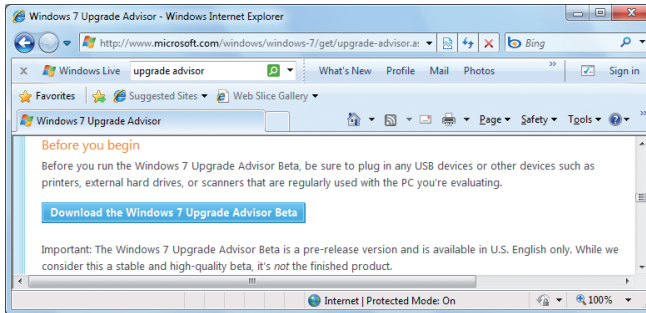 Windows 7 Upgrade Advisor - Windows Internet Explorer
http://www.microsoft.com/windows/windows-7/get/upgrade-advisor.as Bing
Windows Live upgrade advisor What's New Profile Mail Photos » Sign in
Favorites Suggested Sites Web Slice Gallery
Windows 7 Upgrade Advisor Page Safety Tools »
Before you begin
Before you run the Windows 7 Upgrade Advisor Beta, be sure to plug in any USB devices or other devices such as
printers, external hard drives, or scanners that are regularly used with the PC you're evaluating.
Download the Windows 7 Upgrade Advisor Beta
Important: The Windows 7 Upgrade Advisor Beta is a pre-release version and is available in U.S. English only. While we
consider this a stable and high-quality beta, it's not the finished product.
Internet | Protected Mode: On 100%